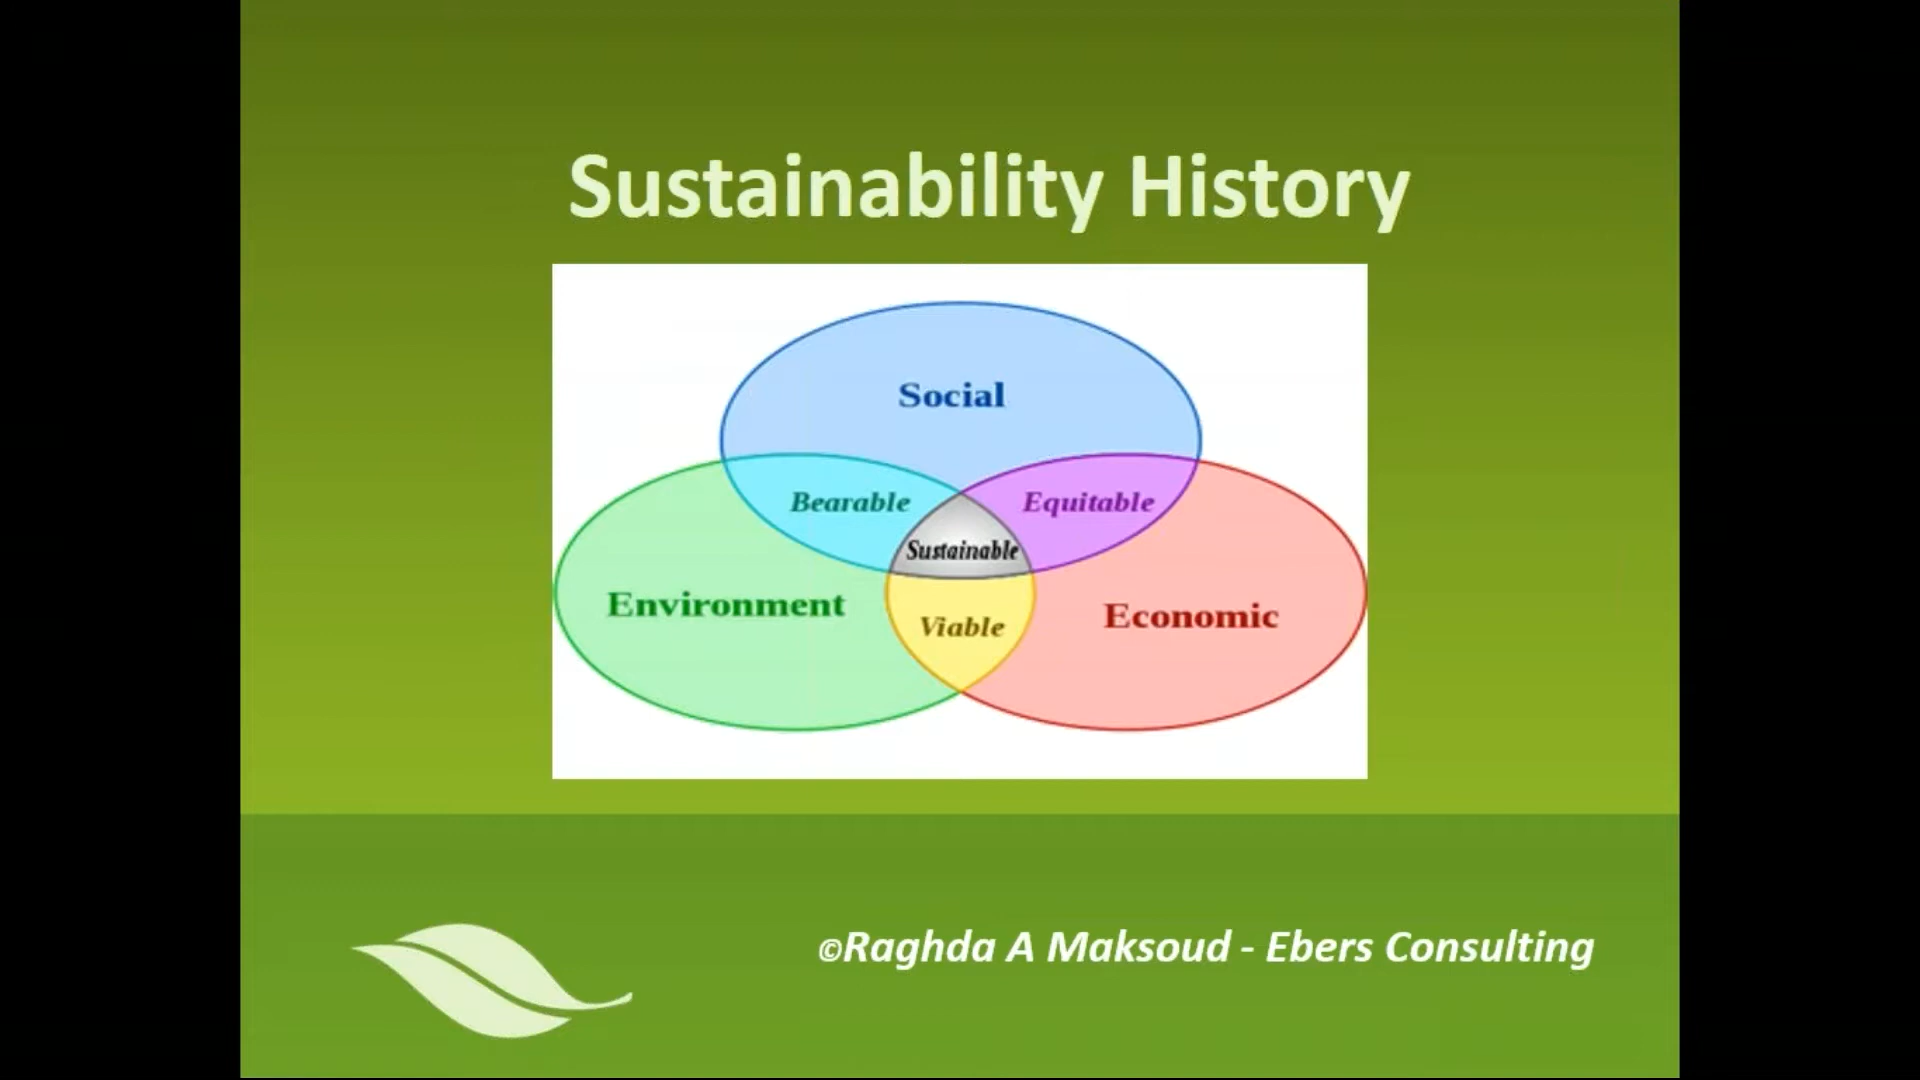 Sustainability History
Social
Bearable
Equitable
Sustainable
Environment
Viable
Economic
©Raghda A Maksoud - Ebers Consulting